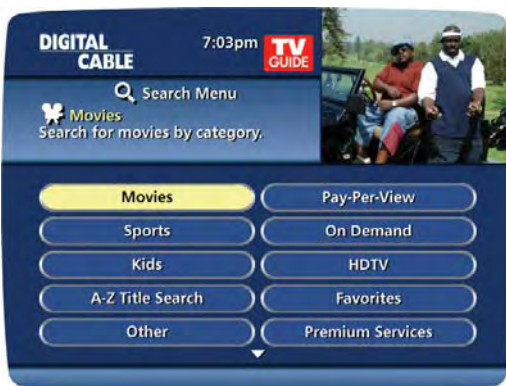 DIGITAL CABLE
7:03pm
TV GUIDE
Search Menu
Movies
Search for movies by category.
Movies
Pay-Per-View
Sports
On Demand
Kids
HDTV
A-Z Title Search
Favorites
Other
Premium Services